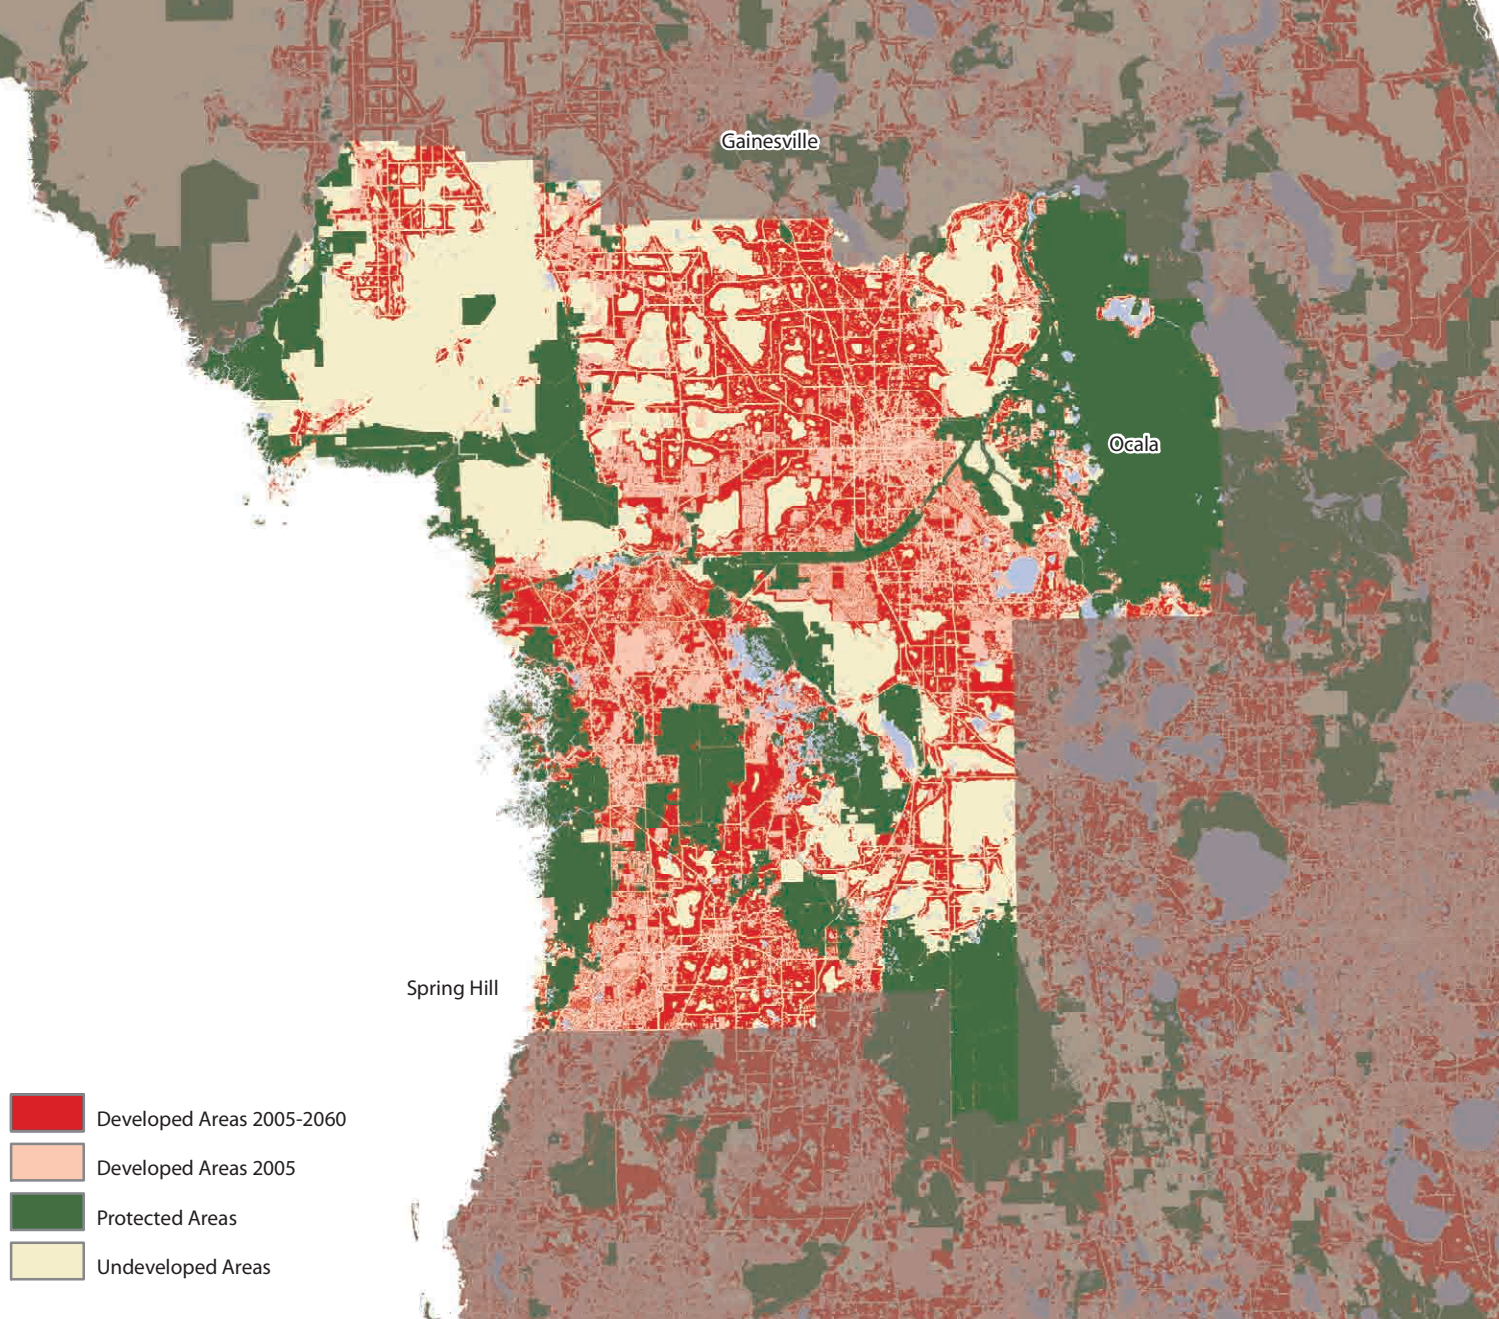 Gainesville
Ocala
Spring Hill
Developed Areas 2005-2060
Developed Areas 2005
Protected Areas
Undeveloped Areas